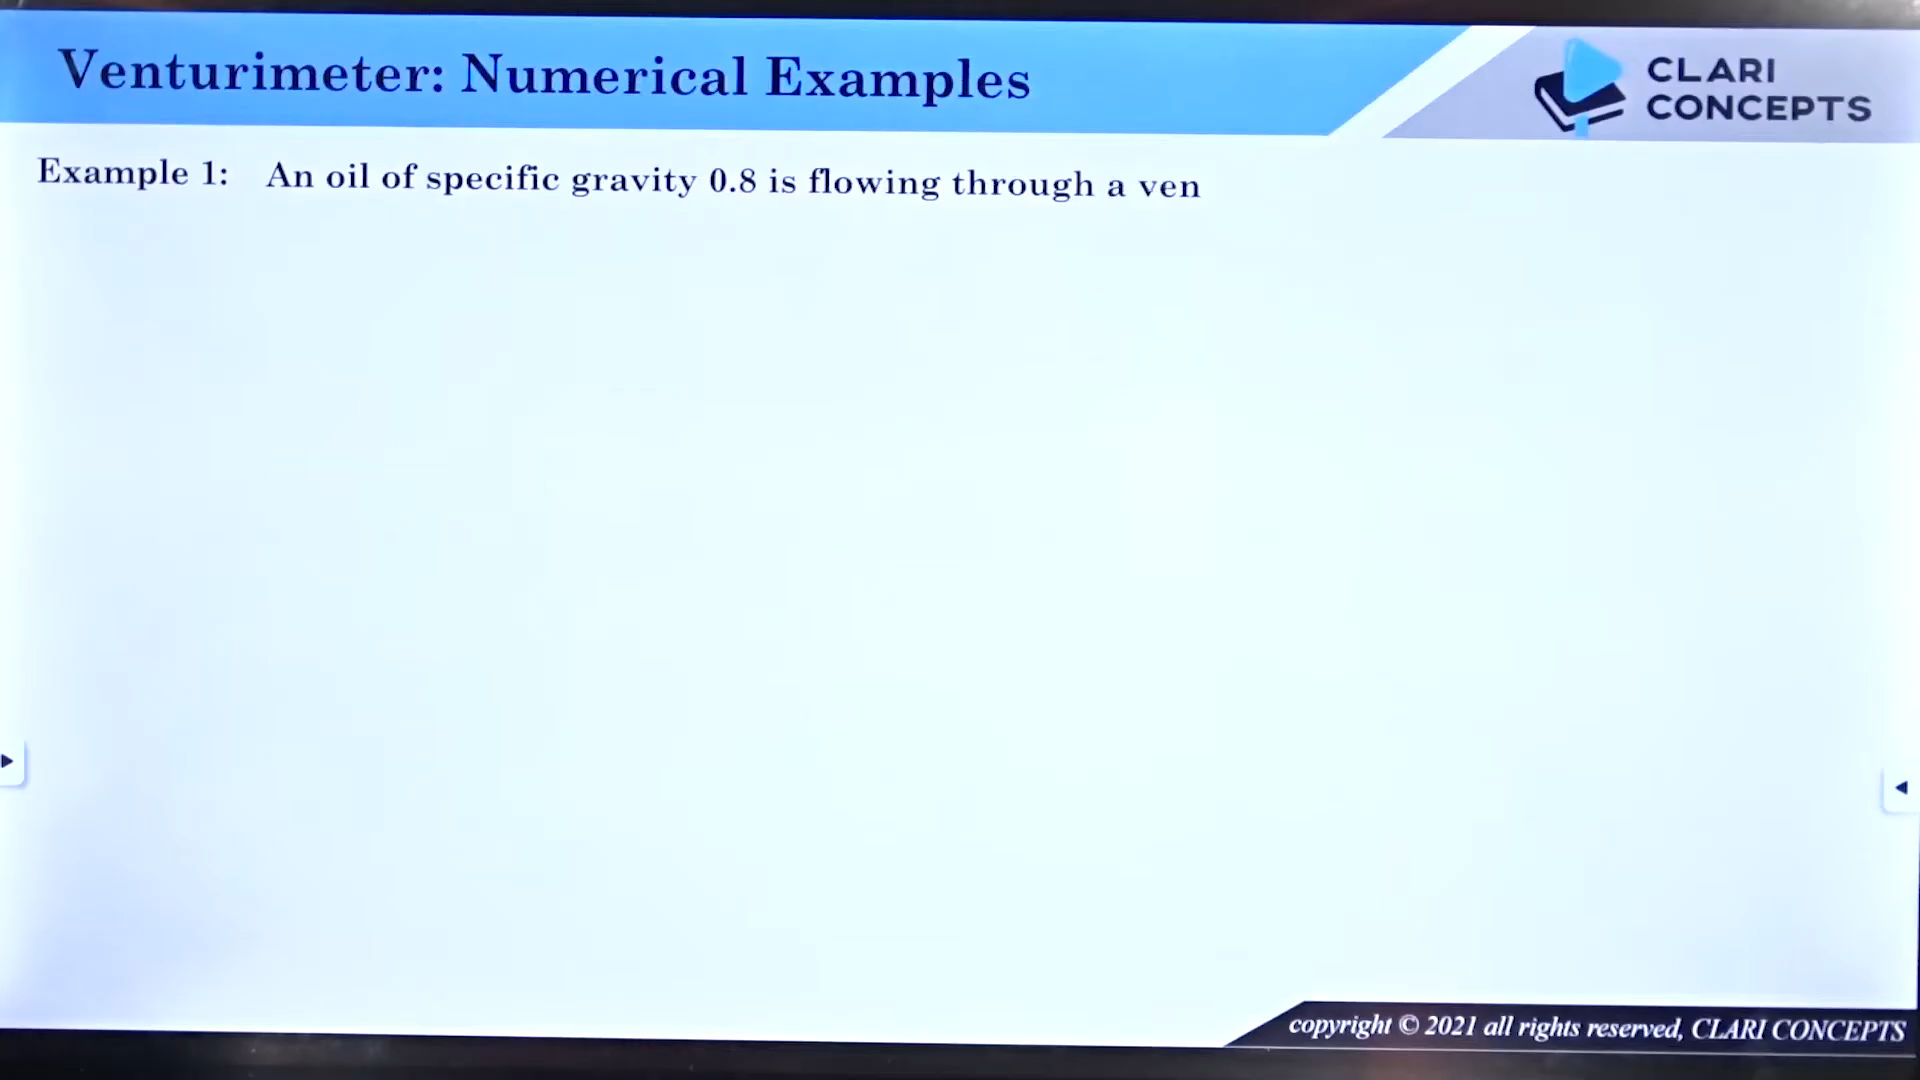 Venturimeter: Numerical Examples
CLARI
CONCEPTS
Example 1: An oil of specific gravity 0.8 is flowing through a ven
copyright © 2021 all rights reserved, CLARI CONCEPTS